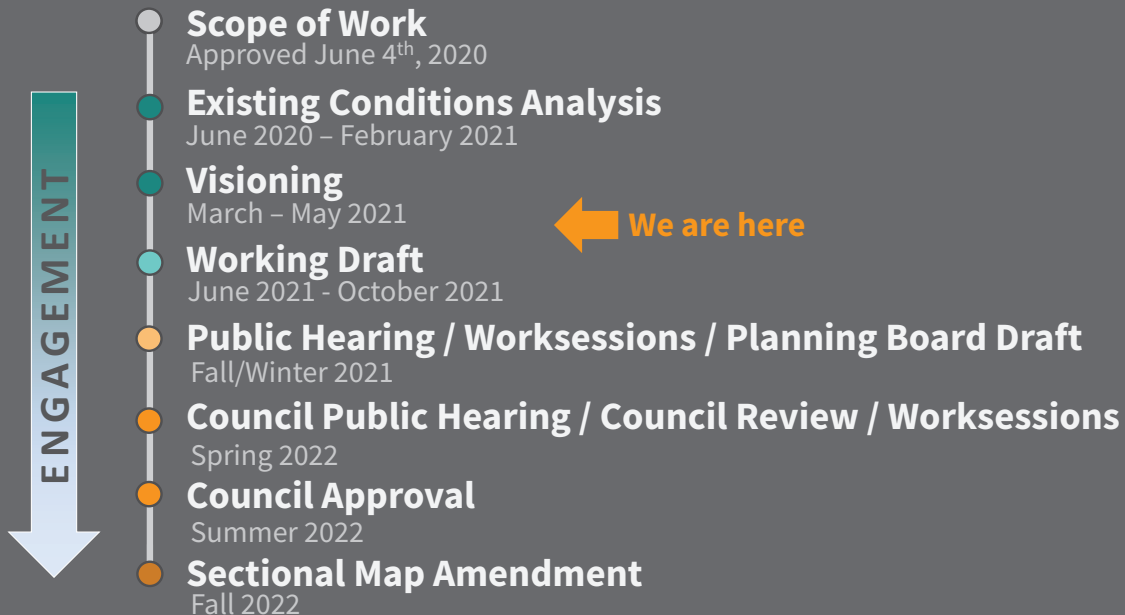 Scope of Work
Approved June 4th, 2020
Existing Conditions Analysis
June 2020 – February 2021
Visioning
March – May 2021
We are here
Working Draft
June 2021 - October 2021
Public Hearing / Worksessions / Planning Board Draft
Fall/Winter 2021
Council Public Hearing / Council Review / Worksessions
Spring 2022
Council Approval
Summer 2022
Sectional Map Amendment
Fall 2022
ENGAGEMENT